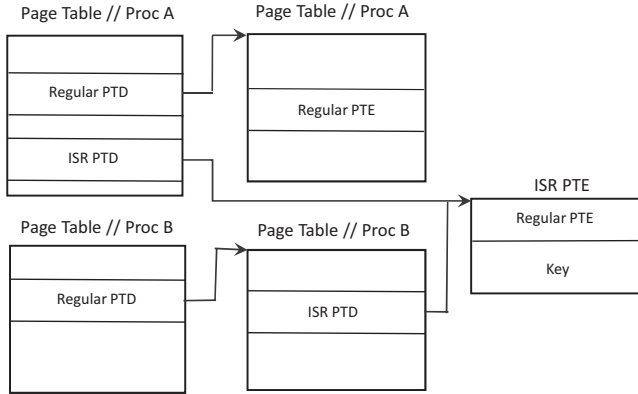 Page Table // Proc A
Page Table // Proc A
Regular PTD
Regular PTE
ISR PTD
ISR PTE
Regular PTE
Key
Page Table // Proc B
Page Table // Proc B
Regular PTD
ISR PTD